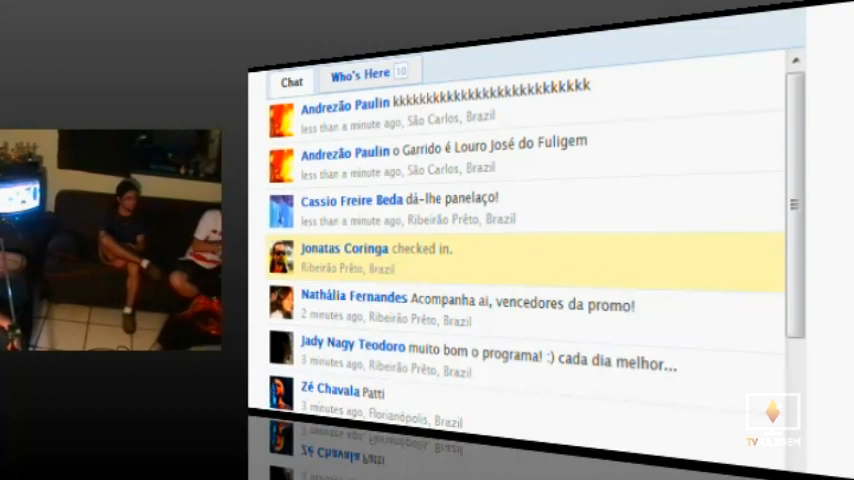 Chat
Who's Here 10
Andrezão Paulin kkkkkkkkkkkkkkkkkkkkkkkkkk
less than a minute ago, São Carlos, Brazil
Andrezão Paulin o Garrido é Louro José do Fuligem
less than a minute ago, São Carlos, Brazil
Cassio Freire Beda dá-lhe panelaço!
less than a minute ago, Ribeirão Prêto, Brazil
Jonatas Coringa checked in.
Ribeirão Prêto, Brazil
Nathália Fernandes Acompanha ai, vencedores da promo!
2 minutes ago, Ribeirão Prêto, Brazil
Jady Nagy Teodoro muito bom o programa! :) cada dia melhor...
3 minutes ago, Ribeirão Prêto, Brazil
Zé Chavala Patti
3 minutes ago, Florianópolis, Brazil